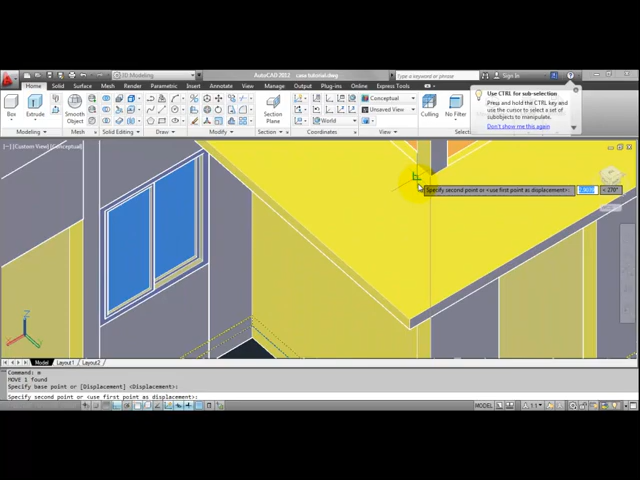 3D Modeling
AutoCAD 2011 casa tutorial.dwg
Type a keyword or phrase
Sign In
Home Solid Surface Mesh Render Parametric Insert Annotate View Manage Output Plug-ins Online Express Tools
Box
Extrude
Smooth Object
Section Plane
World
Conceptual
Unsaved View
Culling
No Filter
Modeling
Mesh
Solid Editing
Draw
Modify
Section
Coordinates
View
Use CTRL for sub-selection
Press and hold the CTRL key and use the cursor to select a set of subobjects to manipulate.
Don't show me this again
[–] [Custom View] [Conceptual]
Specify second point or <use first point as displacement>:
< 270°
Z
Model Layout1 Layout2
Command: m
MOVE 1 found
Specify base point or [Displacement] <Displacement>:
Specify second point or <use first point as displacement>:
MODEL
1:1